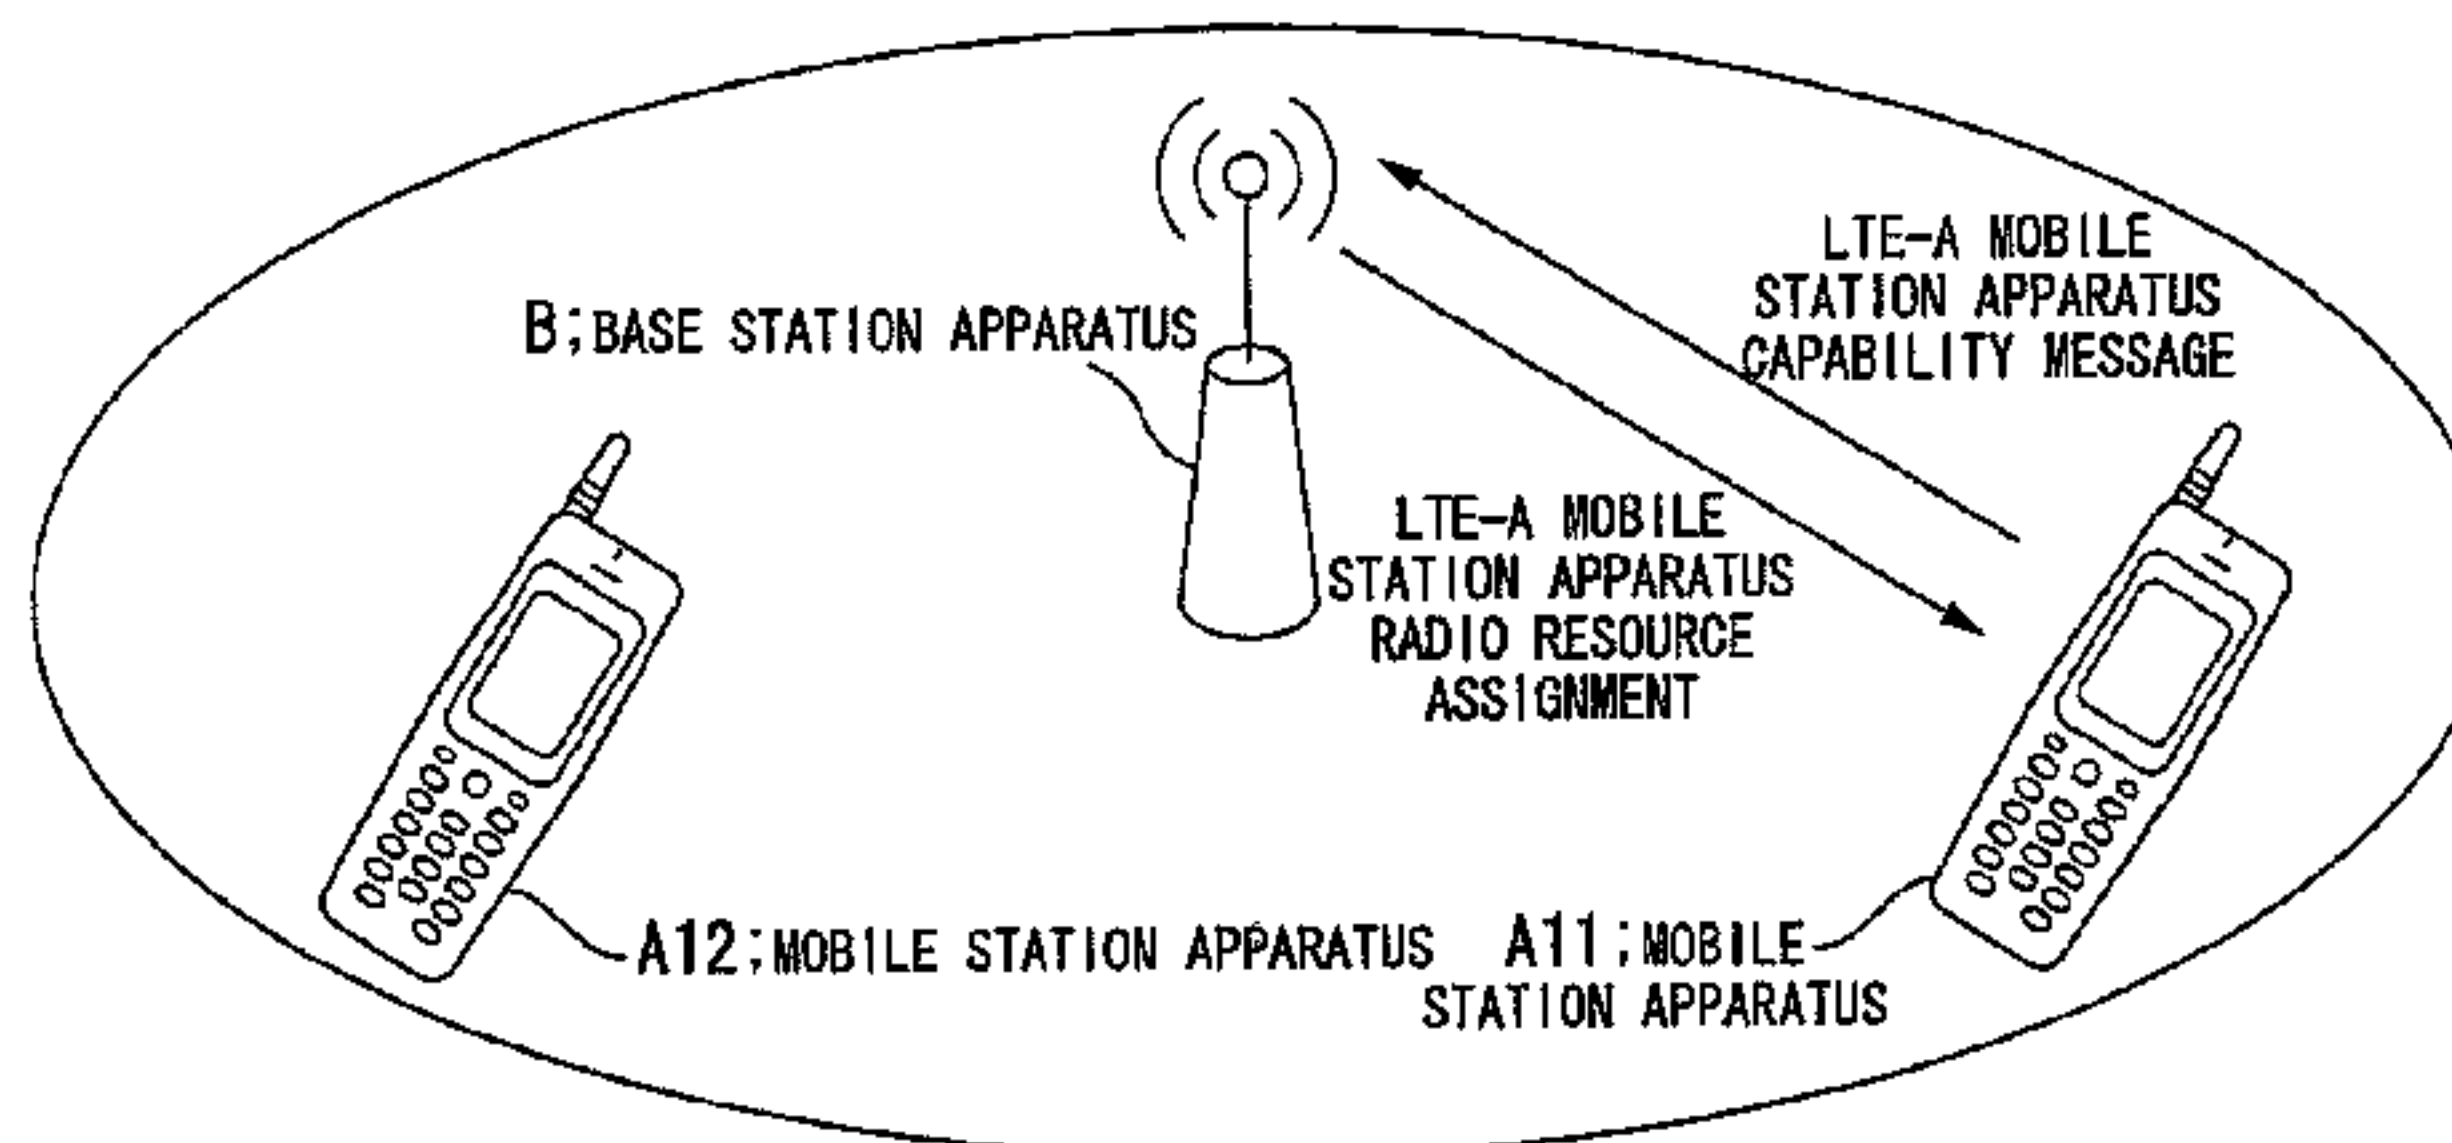 LTE-A MOBILE
STATION APPARATUS
CAPABILITY MESSAGE
B;BASE STATION APPARATUS
LTE-A MOBILE
STATION APPARATUS
RADIO RESOURCE
ASSIGNMENT
A12;MOBILE STATION APPARATUS
A11;MOBILE
STATION APPARATUS